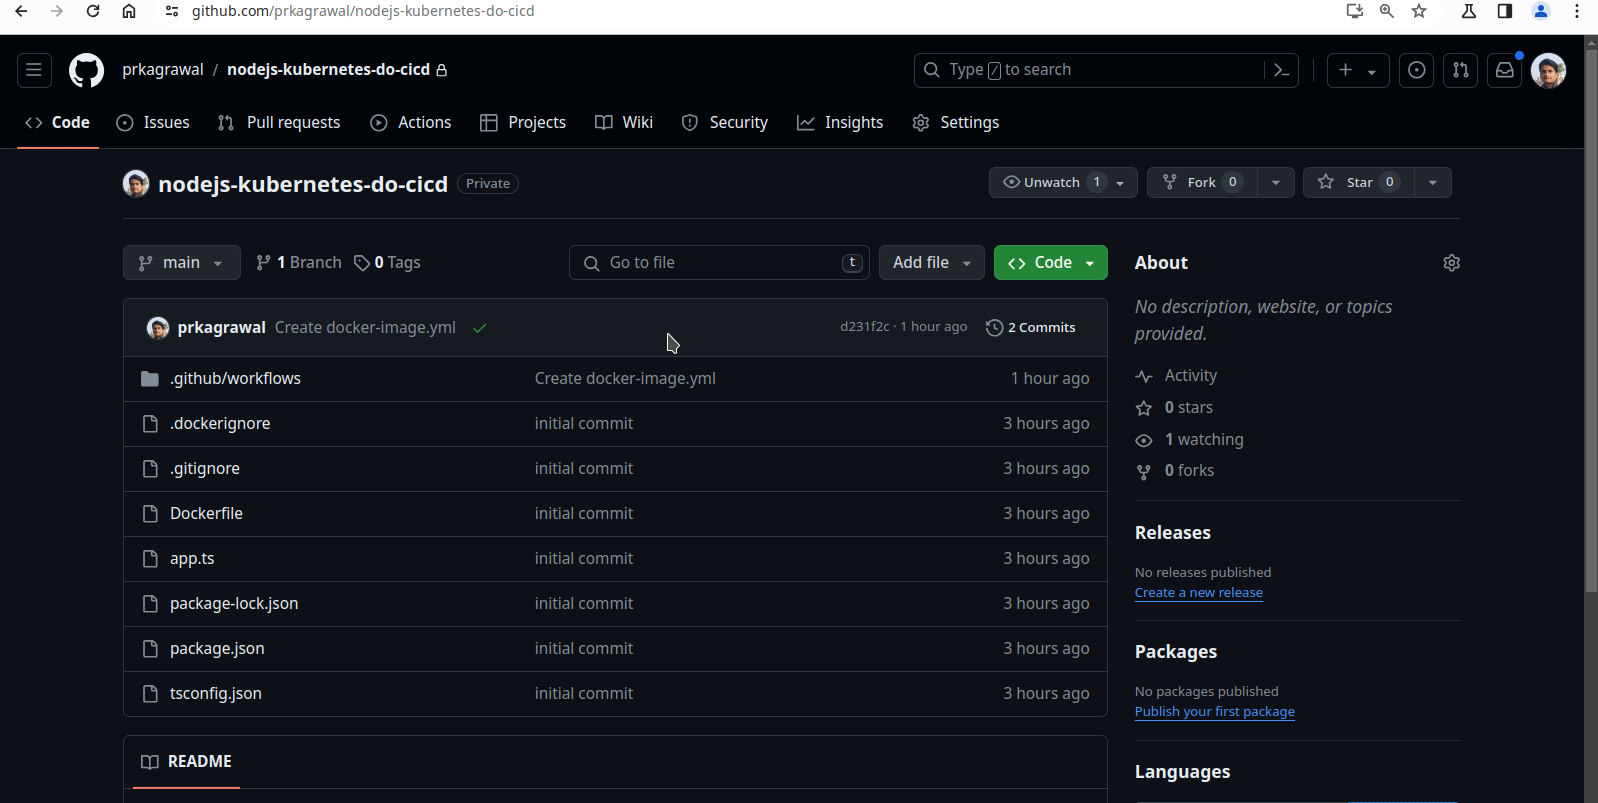 github.com/prkagrawal/nodejs-kubernetes-do-cicd
prkagrawal / nodejs-kubernetes-do-cicd
Type / to search
Code Issues Pull requests Actions Projects Wiki Security Insights Settings
nodejs-kubernetes-do-cicd Private
Unwatch 1 Fork 0 Star 0
main 1 Branch 0 Tags Go to file t Add file Code
prkagrawal Create docker-image.yml d231f2c · 1 hour ago 2 Commits
.github/workflows Create docker-image.yml 1 hour ago
.dockerignore initial commit 3 hours ago
.gitignore initial commit 3 hours ago
Dockerfile initial commit 3 hours ago
app.ts initial commit 3 hours ago
package-lock.json initial commit 3 hours ago
package.json initial commit 3 hours ago
tsconfig.json initial commit 3 hours ago
README
About
No description, website, or topics
provided.
Activity
0 stars
1 watching
0 forks
Releases
No releases published
Create a new release
Packages
No packages published
Publish your first package
Languages